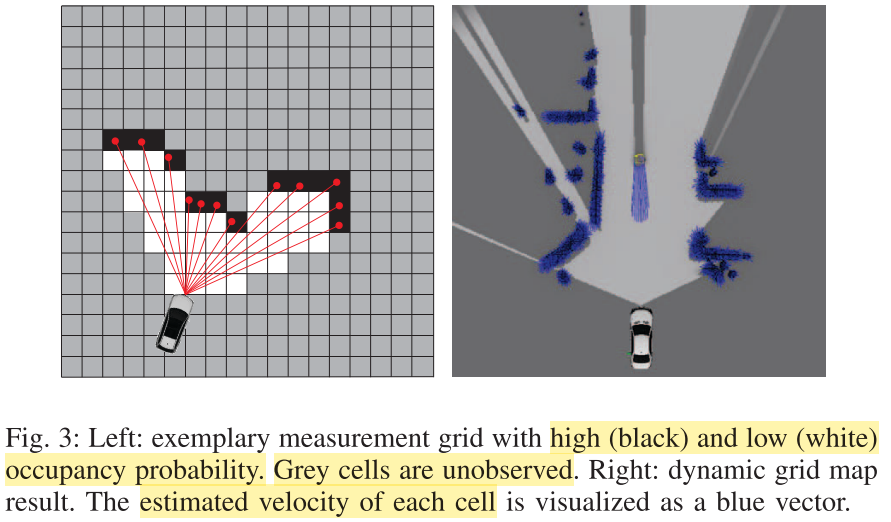 Fig. 3: Left: exemplary measurement grid with high (black) and low (white)
occupancy probability. Grey cells are unobserved. Right: dynamic grid map
result. The estimated velocity of each cell is visualized as a blue vector.